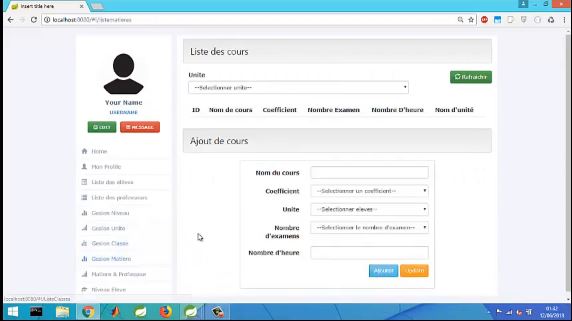 Insert title here
localhost:8080/#!/listematieres
Your Name
USERNAME
EDIT
MESSAGE
Home
Mon Profile
Liste des élèves
Liste des professeurs
Gestion Niveau
Gestion Unité
Gestion Classe
Gestion Matiere
Matiere & Professeur
Niveau Eleve
Liste des cours
Unite
--Selectionner unite--
Rafraichir
ID Nom de cours Coefficient Nombre Examen Nombre D'heure Nom d'unité
Ajout de cours
Nom du cours
Coefficient
--Selectionner un coefficient--
Unite
--Selectionner eleves--
Nombre
d'examens
--Selectionner le nombre d'examen--
Nombre d'heure
Ajouter
Update
localhost:8080/#!/listeClasses
01:42
12/06/2018